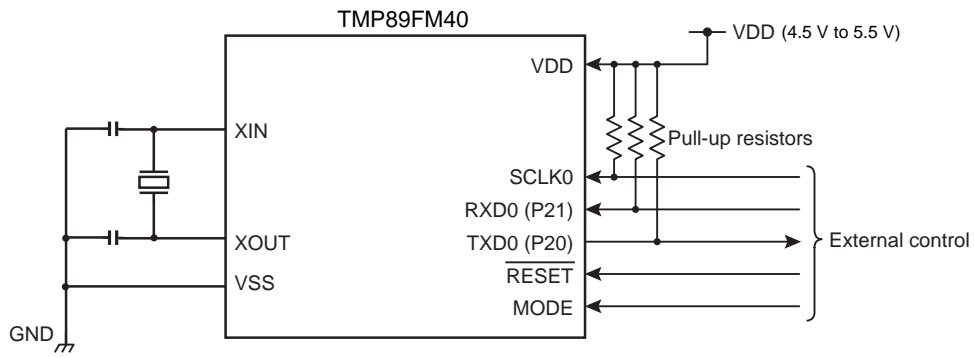 TMP89FM40
VDD (4.5 V to 5.5 V)
VDD
XIN
Pull-up resistors
SCLK0
RXD0 (P21)
XOUT
TXD0 (P20)
External control
VSS
RESET
MODE
GND